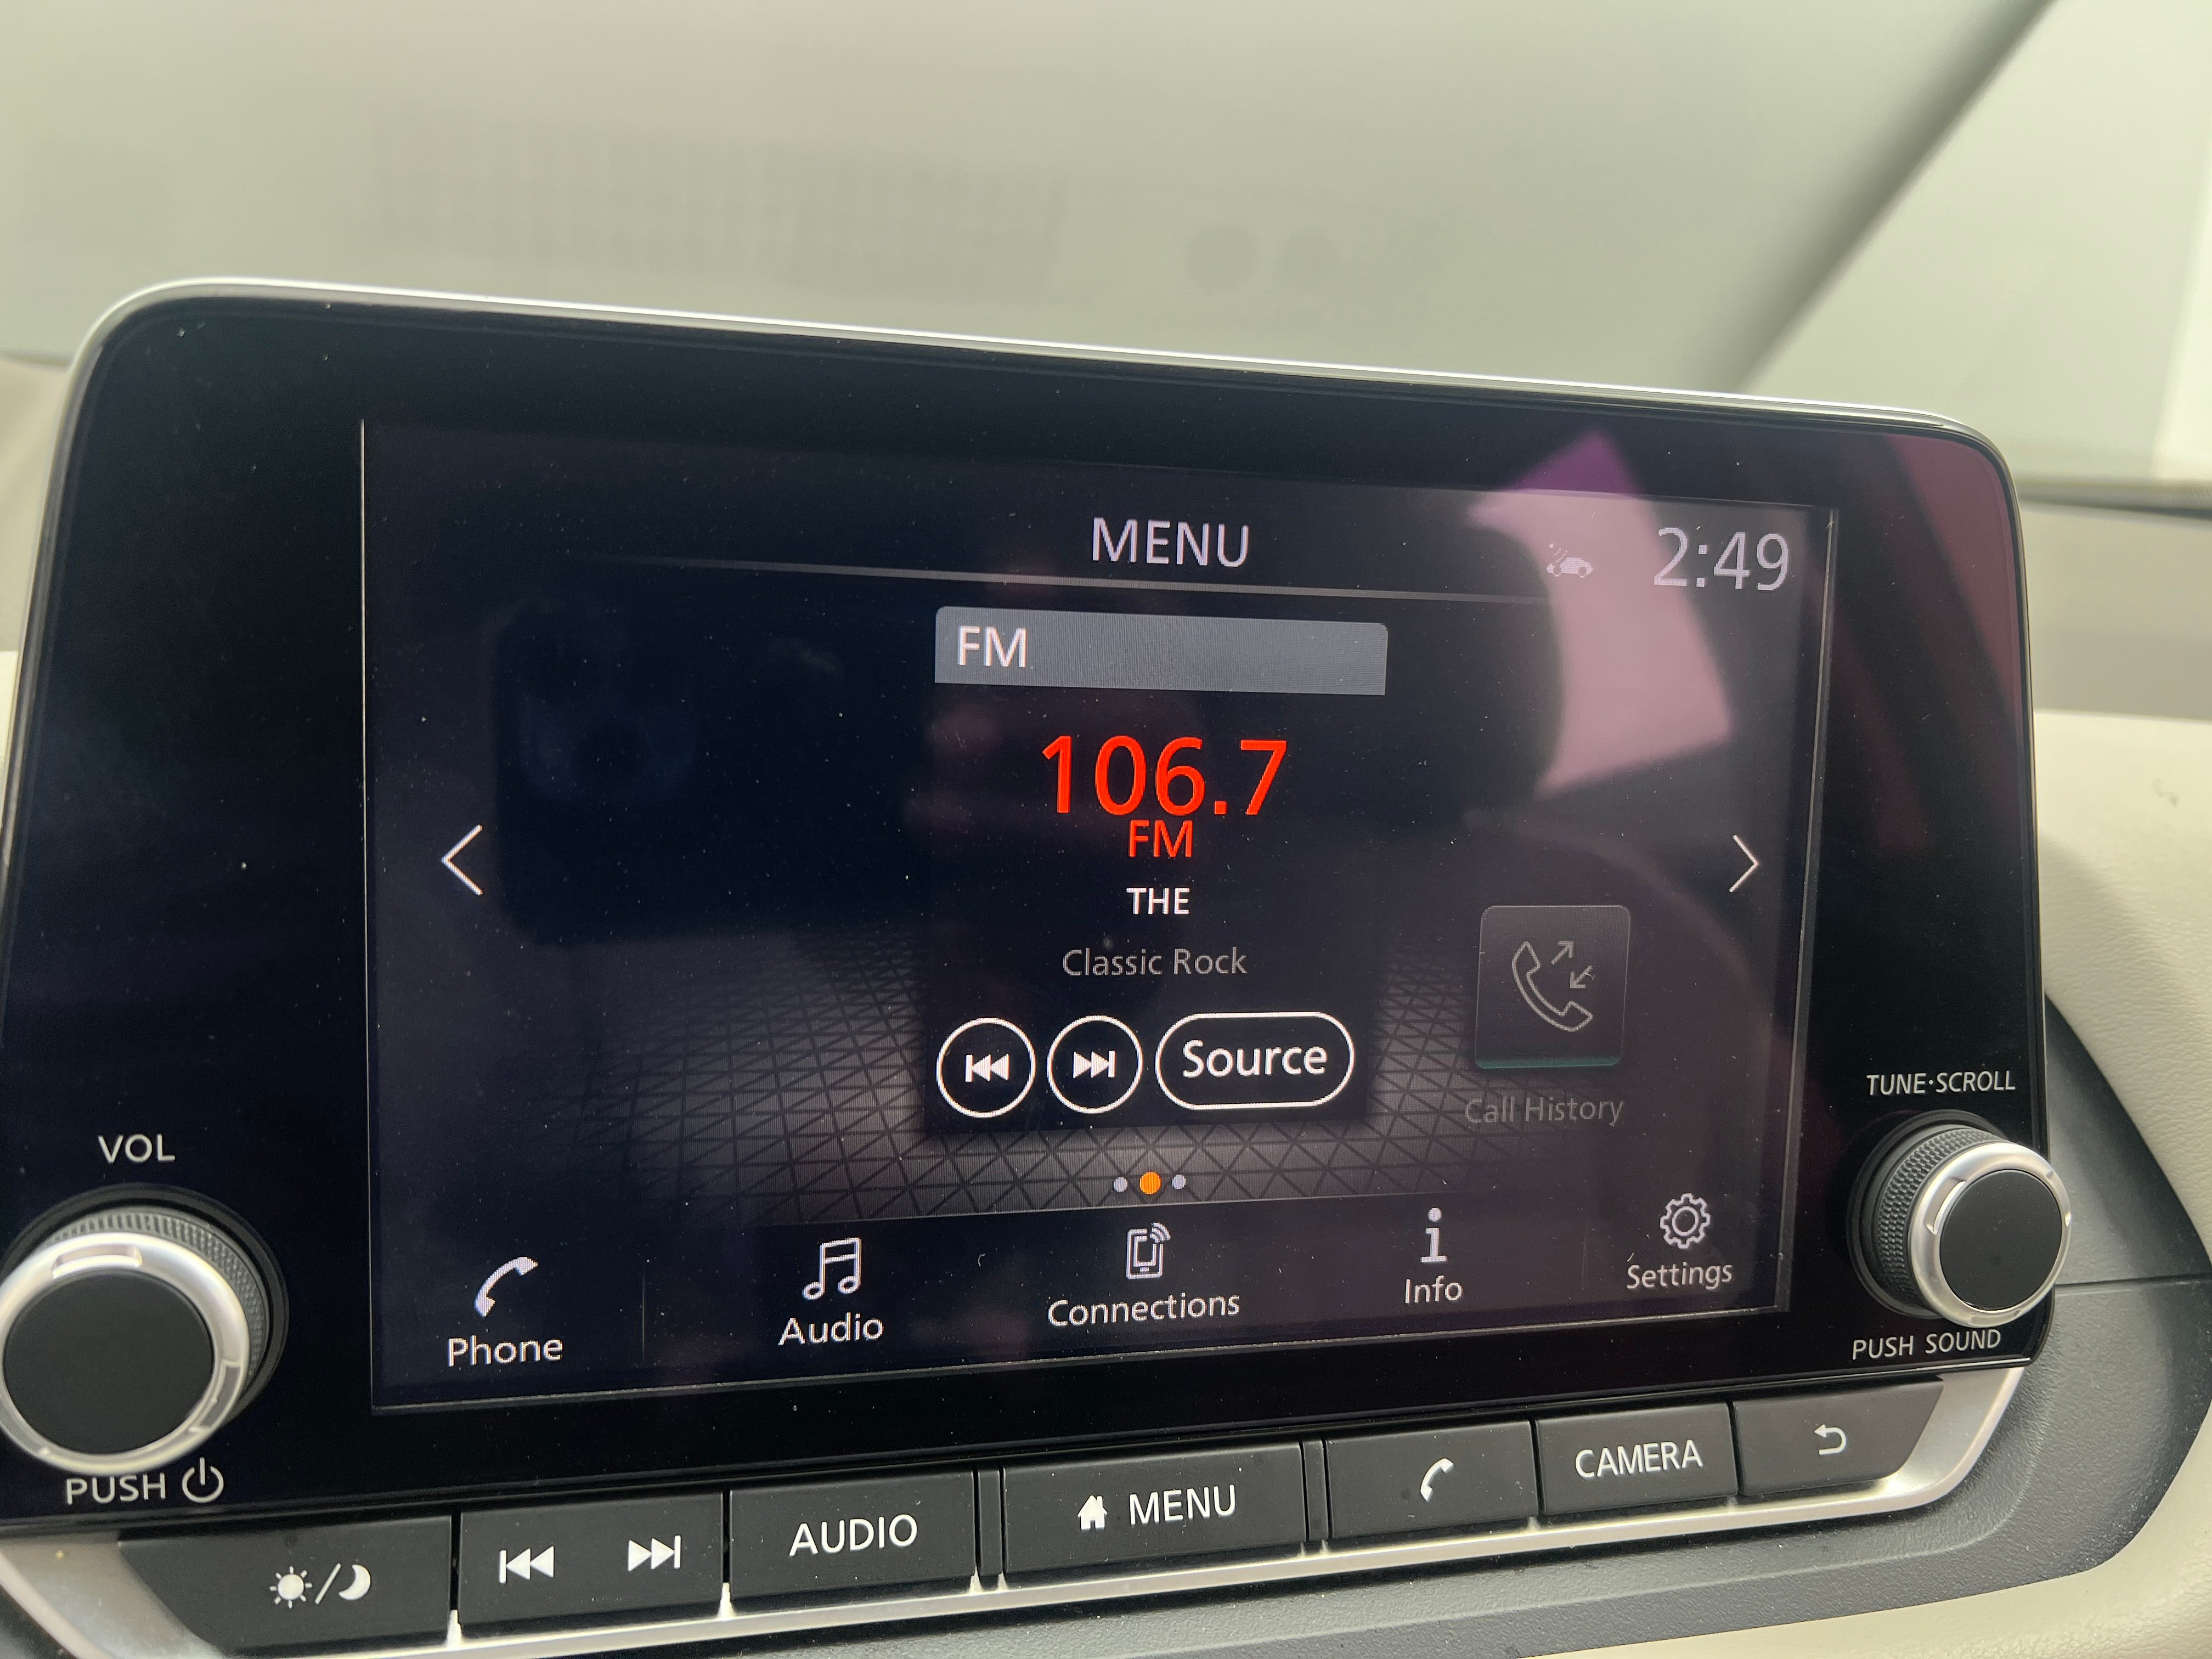 MENU
2:49
FM
106.7
FM
THE
Classic Rock
Source
Call History
Phone
Audio
Connections
Info
Settings
VOL
PUSH
TUNE·SCROLL
PUSH SOUND
AUDIO
MENU
CAMERA